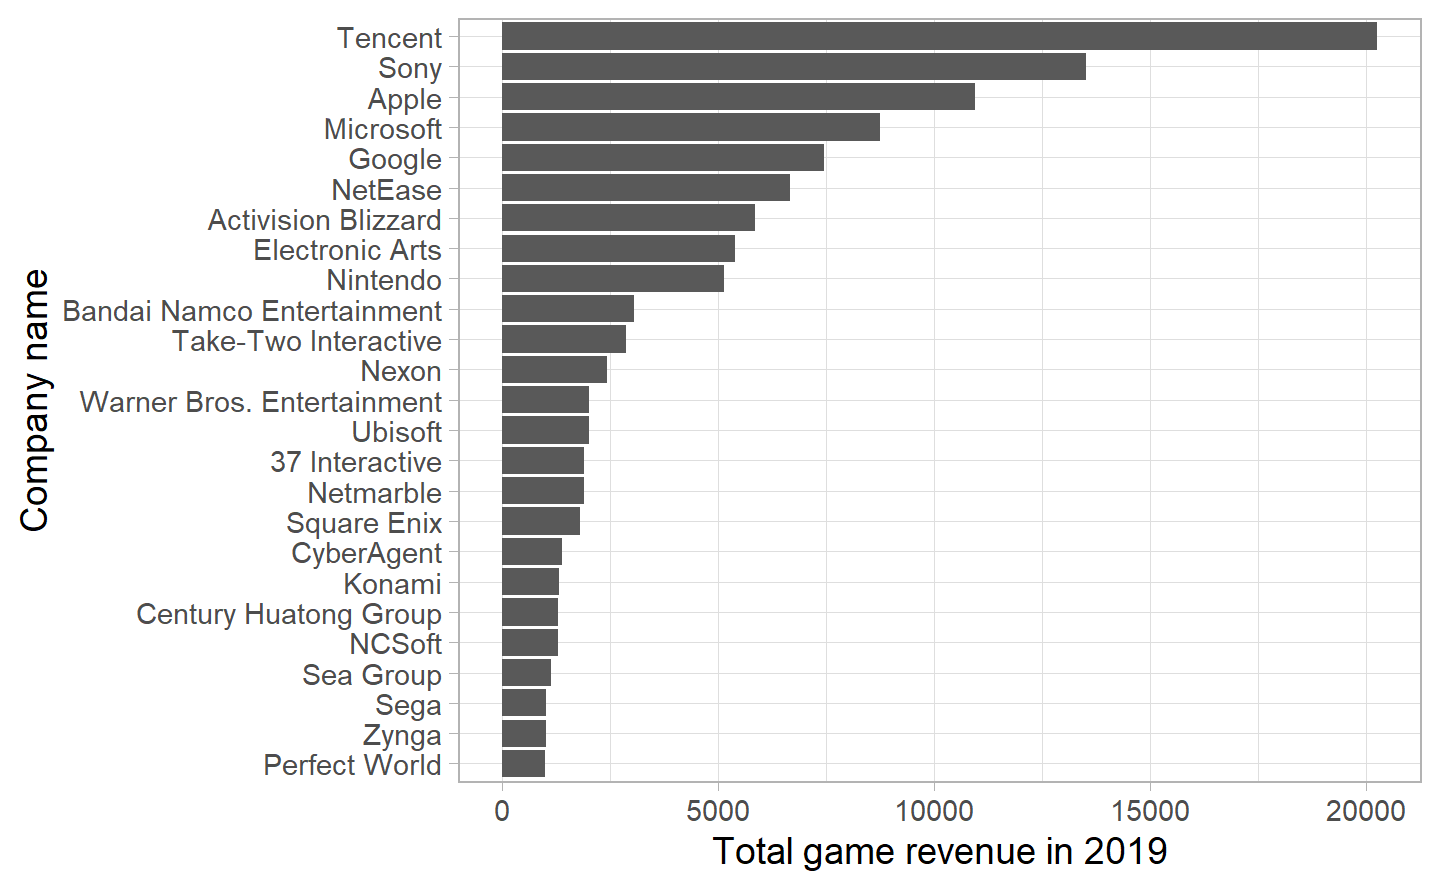 Company name
Tencent
Sony
Apple
Microsoft
Google
NetEase
Activision Blizzard
Electronic Arts
Nintendo
Bandai Namco Entertainment
Take-Two Interactive
Nexon
Warner Bros. Entertainment
Ubisoft
37 Interactive
Netmarble
Square Enix
CyberAgent
Konami
Century Huatong Group
NCSoft
Sea Group
Sega
Zynga
Perfect World
0 5000 10000 15000 20000
Total game revenue in 2019